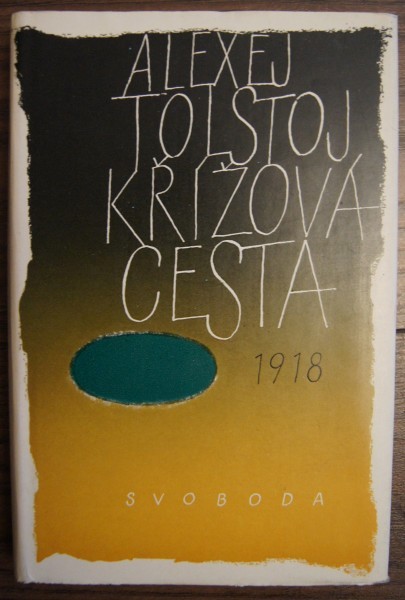 ALEXEJ
TOLSTOJ
KŘÍŽOVÁ
CESTA
1918
SVOBODA